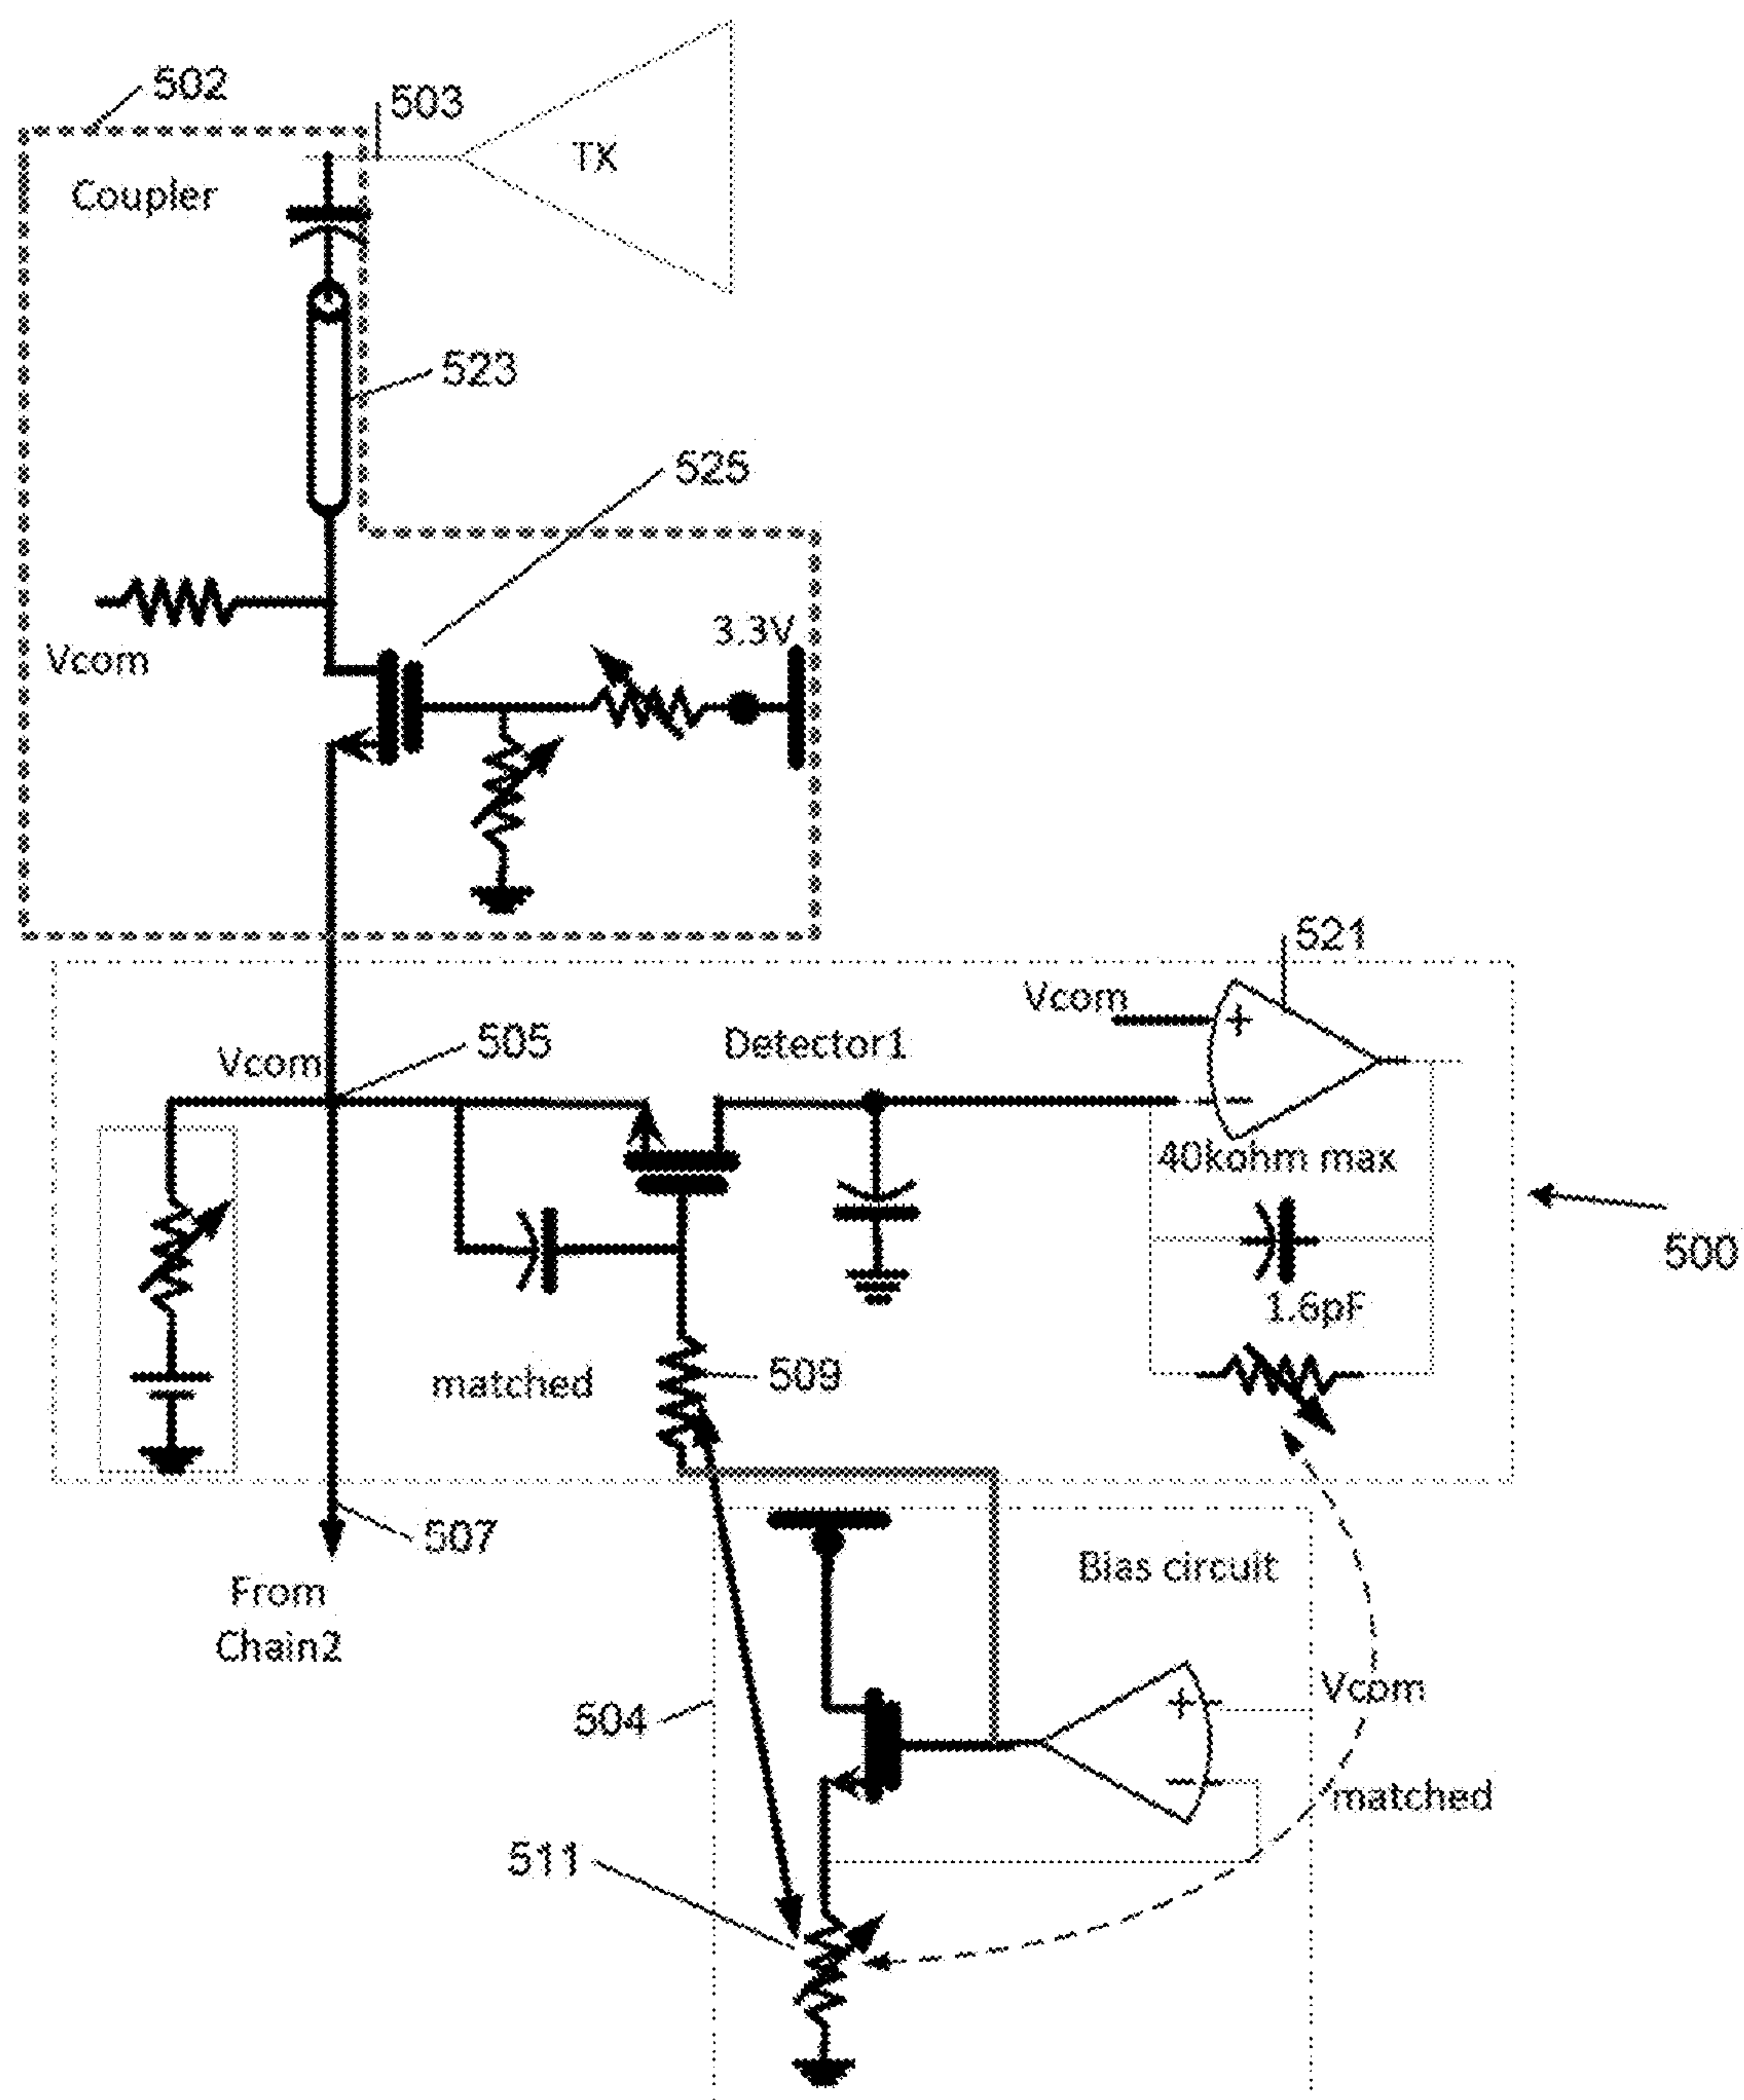 502
503
TX
Coupler
523
525
3.3V
Vcom
521
Vcom
505
Detector1
Vcom
+
−
40kohm max
500
1.6pF
matched
509
507
From
Chain2
Bias circuit
504
+
Vcom
−
matched
511